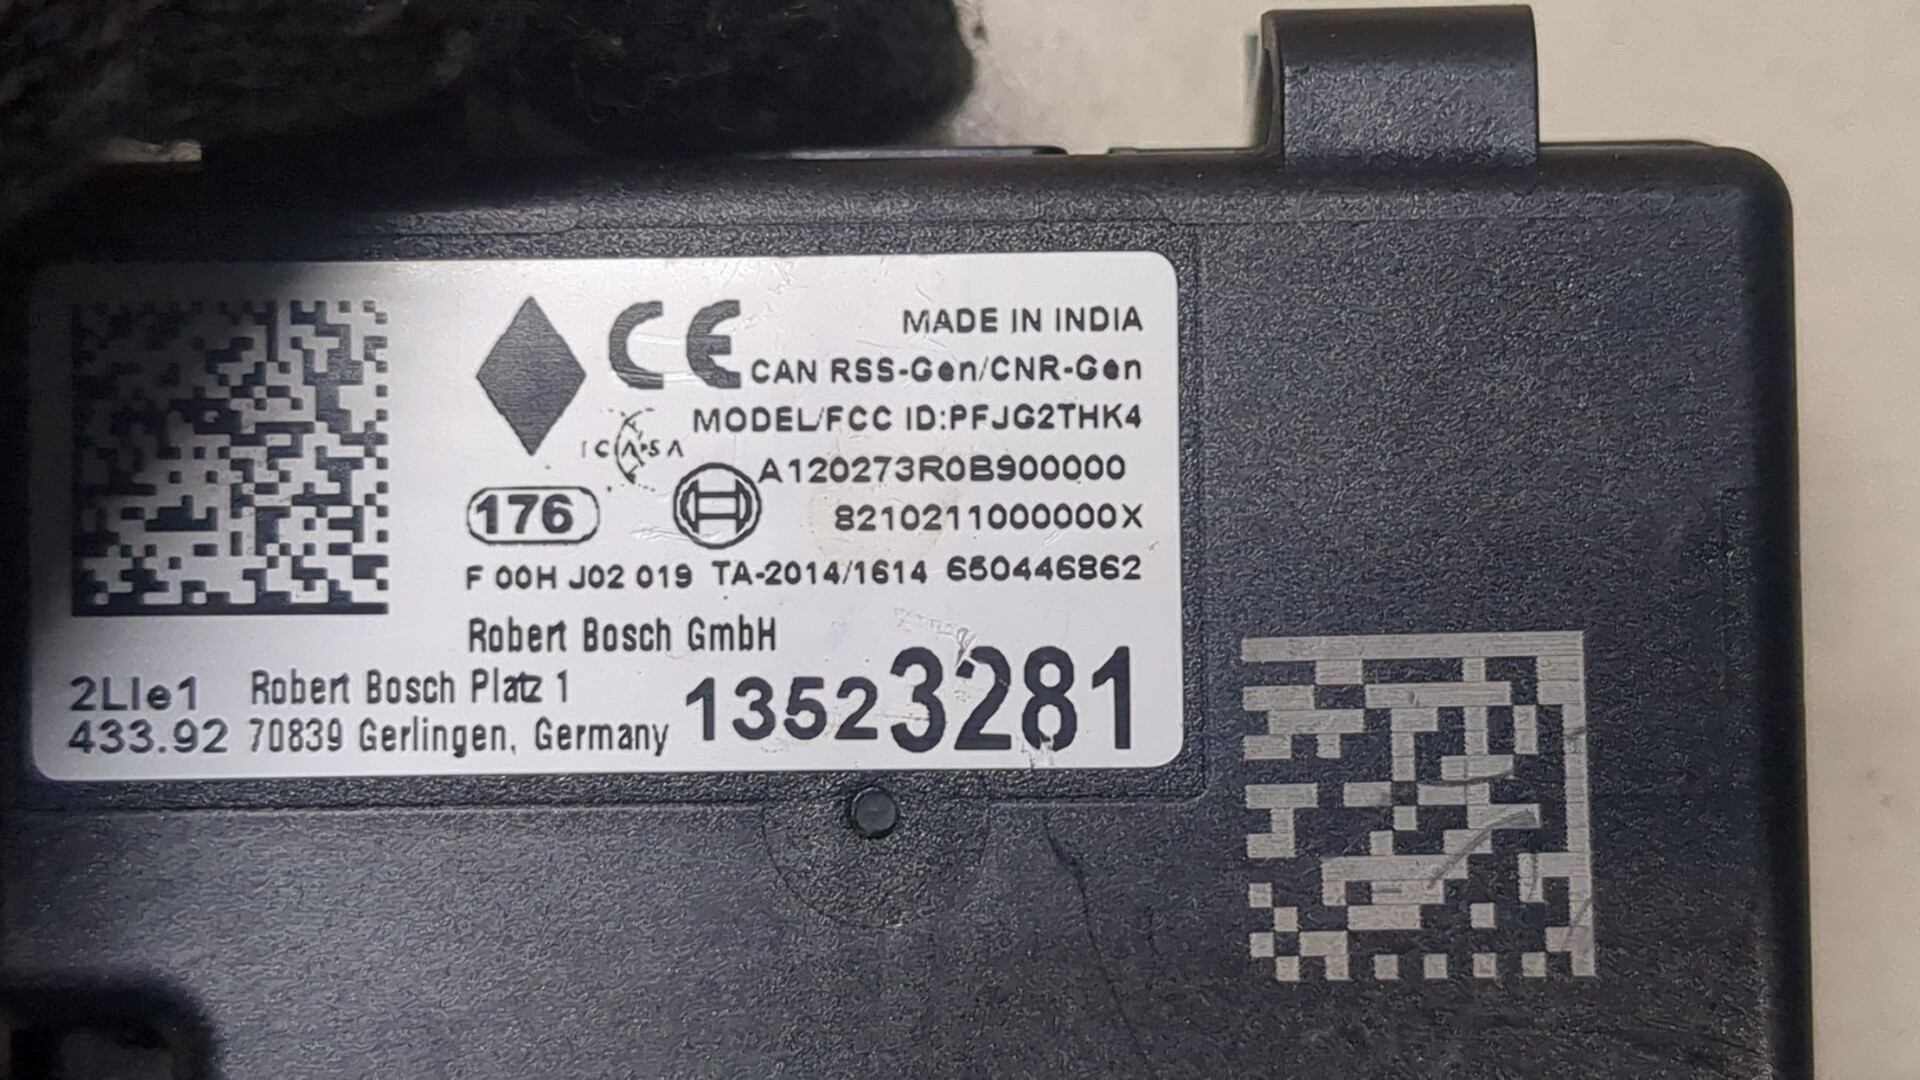 CE
MADE IN INDIA
CAN RSS-Gen/CNR-Gen
MODEL/FCC ID:PFJG2THK4
ICASA
A120273R0B900000
176
8210211000000X
F 00H J02 019 TA-2014/1614 650446862
Robert Bosch GmbH
2LIe1 Robert Bosch Platz 1
433.92 70839 Gerlingen, Germany
13523281